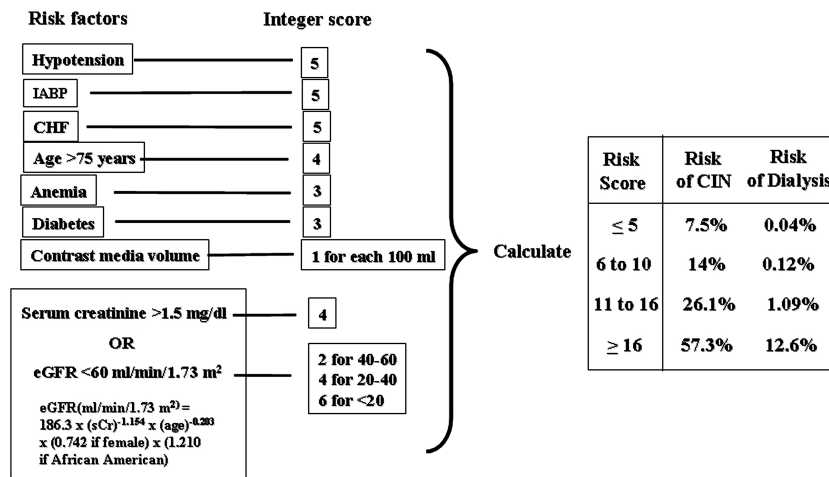 Risk factors
Integer score
Hypotension
5
IABP
5
CHF
5
Age >75 years
4
Anemia
3
Diabetes
3
Contrast media volume
1 for each 100 ml
Serum creatinine >1.5 mg/dl
4
OR
eGFR <60 ml/min/1.73 m²
2 for 40-60
4 for 20-40
6 for <20
eGFR(ml/min/1.73 m²⁾ =
186.3 x (sCr)⁻¹·¹⁵⁴ x (age)⁻⁰·²⁰³
x (0.742 if female) x (1.210
if African American)
Calculate
Risk Score
Risk of CIN
Risk of Dialysis
≤ 5 7.5% 0.04%
6 to 10 14% 0.12%
11 to 16 26.1% 1.09%
≥ 16 57.3% 12.6%